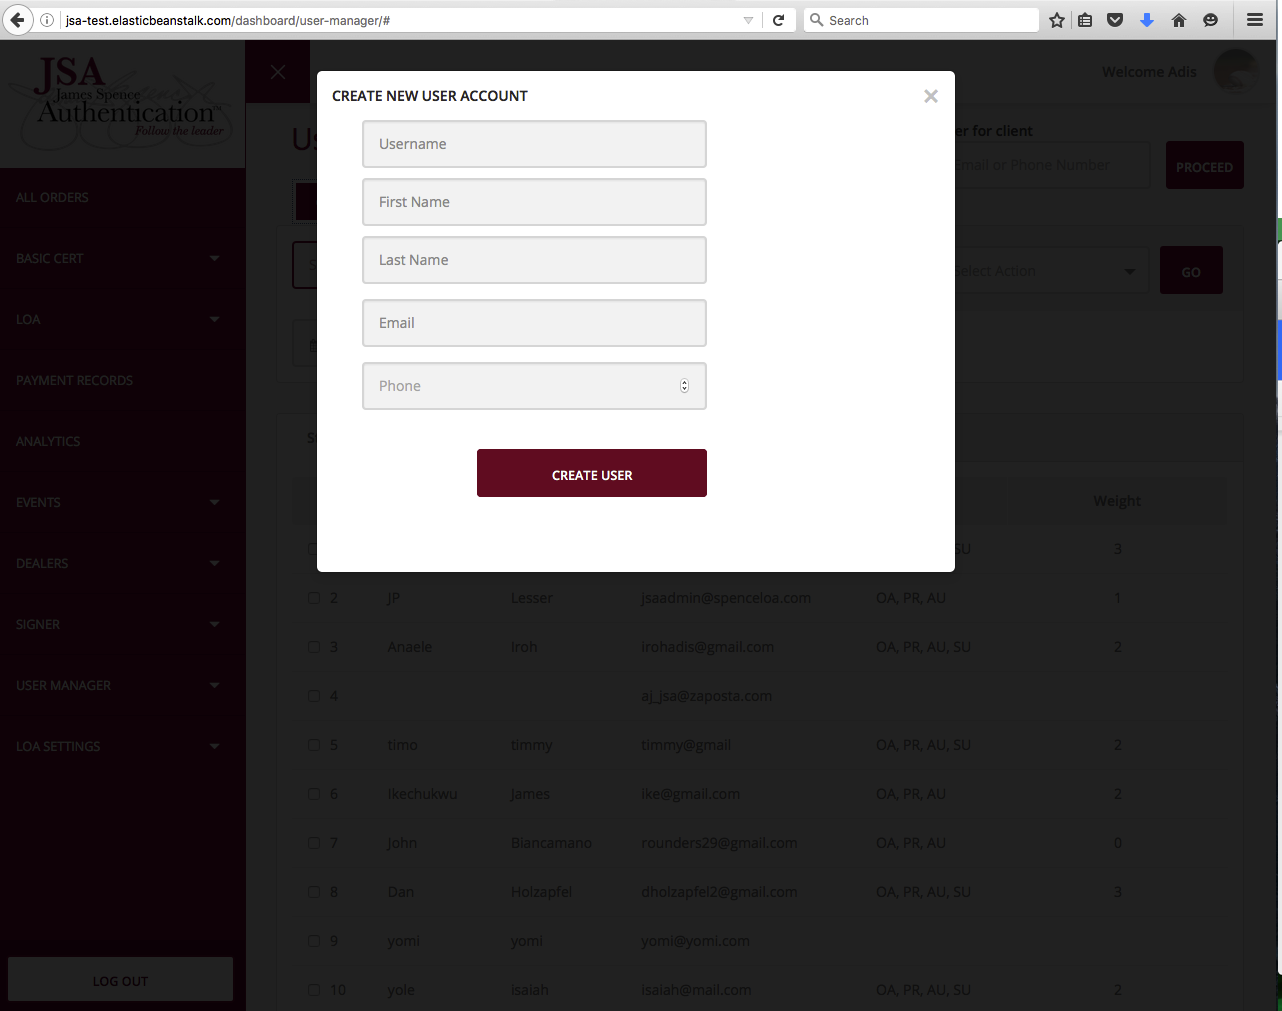 jsa-test.elasticbeanstalk.com/dashboard/user-manager/#
Search
JSA
James Spence
Authentication™
Follow the leader
Welcome Adis
CREATE NEW USER ACCOUNT
Username
First Name
Last Name
Email
Phone
CREATE USER
er for client
Email or Phone Number
PROCEED
Select Action
GO
ALL ORDERS
BASIC CERT
LOA
PAYMENT RECORDS
ANALYTICS
EVENTS
DEALERS
SIGNER
USER MANAGER
LOA SETTINGS
LOG OUT
Weight
SU 3
2 JP Lesser jsaadmin@spenceloa.com OA, PR, AU 1
3 Anaele Iroh irohadis@gmail.com OA, PR, AU, SU 2
4 aj_jsa@zaposta.com
5 timo timmy timmy@gmail OA, PR, AU, SU 2
6 Ikechukwu James ike@gmail.com OA, PR, AU 2
7 John Biancamano rounders29@gmail.com OA, PR, AU 0
8 Dan Holzapfel dholzapfel2@gmail.com OA, PR, AU, SU 3
9 yomi yomi yomi@yomi.com
10 yole isaiah isaiah@mail.com OA, PR, AU, SU 2